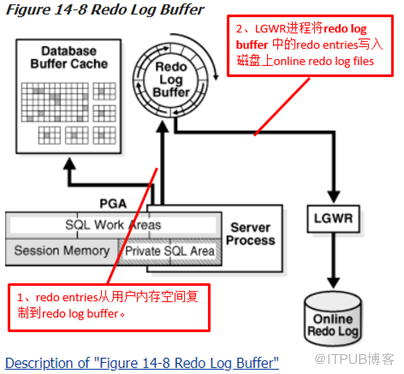 Figure 14-8 Redo Log Buffer
2、LGWR进程将redo log
buffer 中的redo entries写入
磁盘上online redo log files
Database
Buffer Cache
Redo
Log
Buffer
PGA
SQL Work Areas
Session Memory
Private SQL Area
Server
Process
LGWR
1、redo entries从用户内存空间复
制到redo log buffer。
Online
Redo Log
Description of "Figure 14-8 Redo Log Buffer"
@ITPUB博客